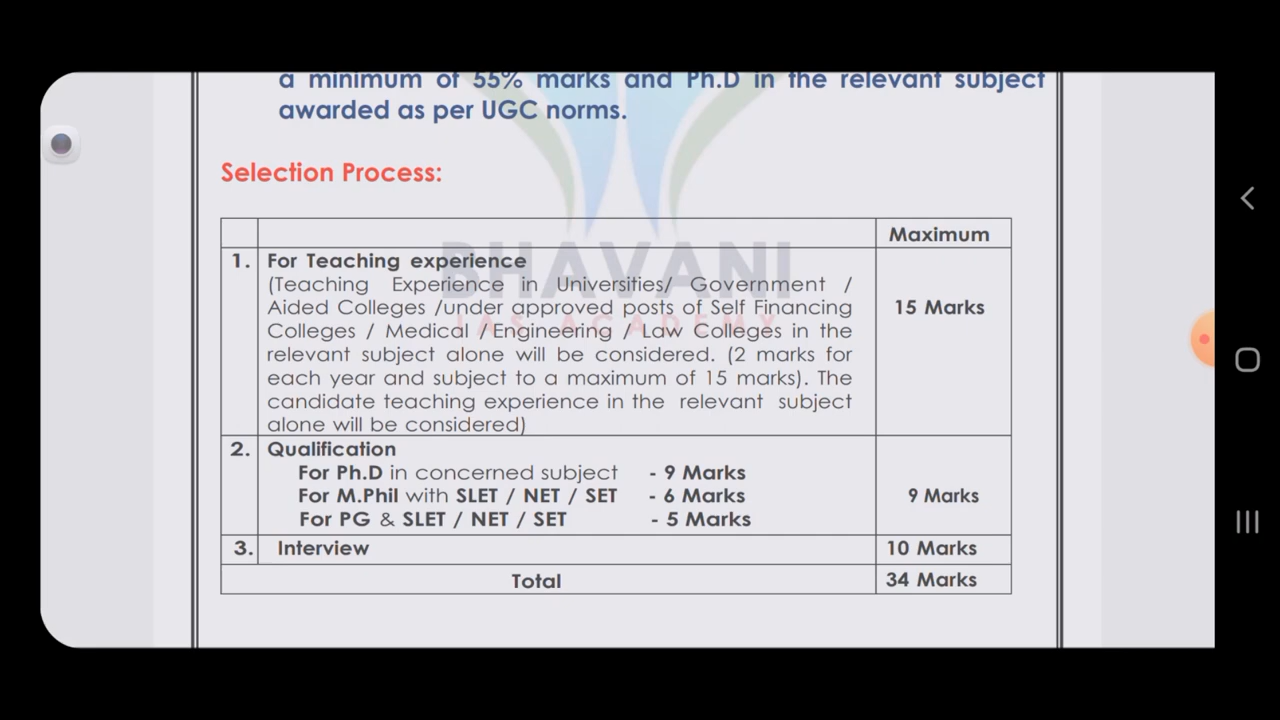 a minimum of 55% marks and Ph.D in the relevant subject
awarded as per UGC norms.
Selection Process:
Maximum
1. For Teaching experience
(Teaching Experience in Universities/ Government /
Aided Colleges /under approved posts of Self Financing
Colleges / Medical /Engineering / Law Colleges in the
relevant subject alone will be considered. (2 marks for
each year and subject to a maximum of 15 marks). The
candidate teaching experience in the relevant subject
alone will be considered)
15 Marks
2. Qualification
For Ph.D in concerned subject - 9 Marks
For M.Phil with SLET / NET / SET - 6 Marks
For PG & SLET / NET / SET - 5 Marks
9 Marks
3. Interview 10 Marks
Total 34 Marks
BHAVANI
IAS ACADEMY